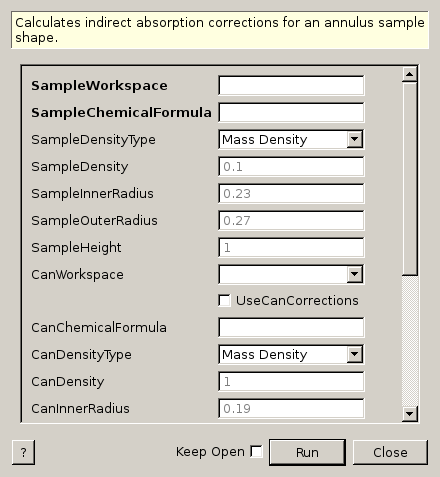 Calculates indirect absorption corrections for an annulus sample
shape.
SampleWorkspace
SampleChemicalFormula
SampleDensityType Mass Density
SampleDensity 0.1
SampleInnerRadius 0.23
SampleOuterRadius 0.27
SampleHeight 1
CanWorkspace
UseCanCorrections
CanChemicalFormula
CanDensityType Mass Density
CanDensity 1
CanInnerRadius 0.19
? Keep Open Run Close